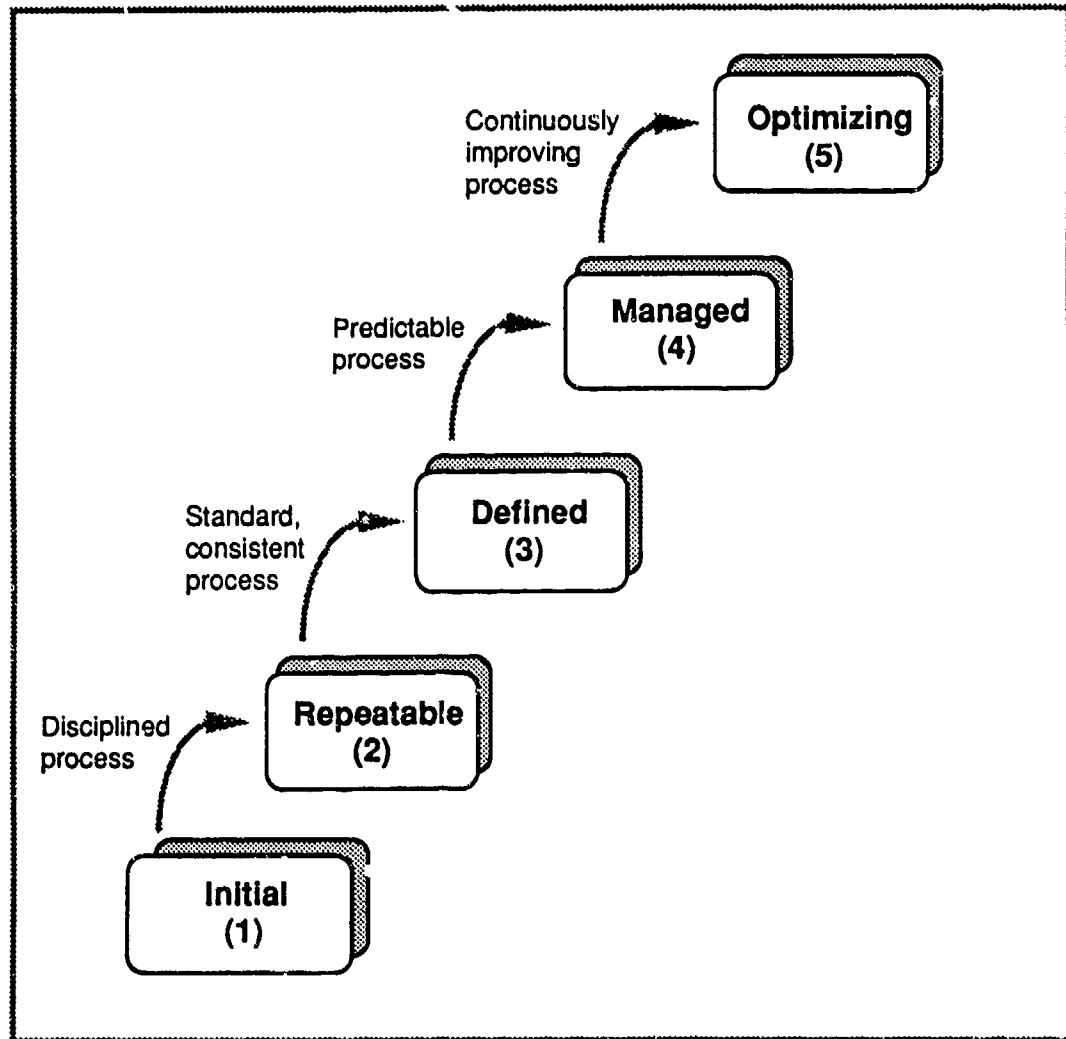 Continuously
improving
process
Optimizing
(5)
Predictable
process
Managed
(4)
Standard,
consistent
process
Defined
(3)
Disciplined
process
Repeatable
(2)
Initial
(1)